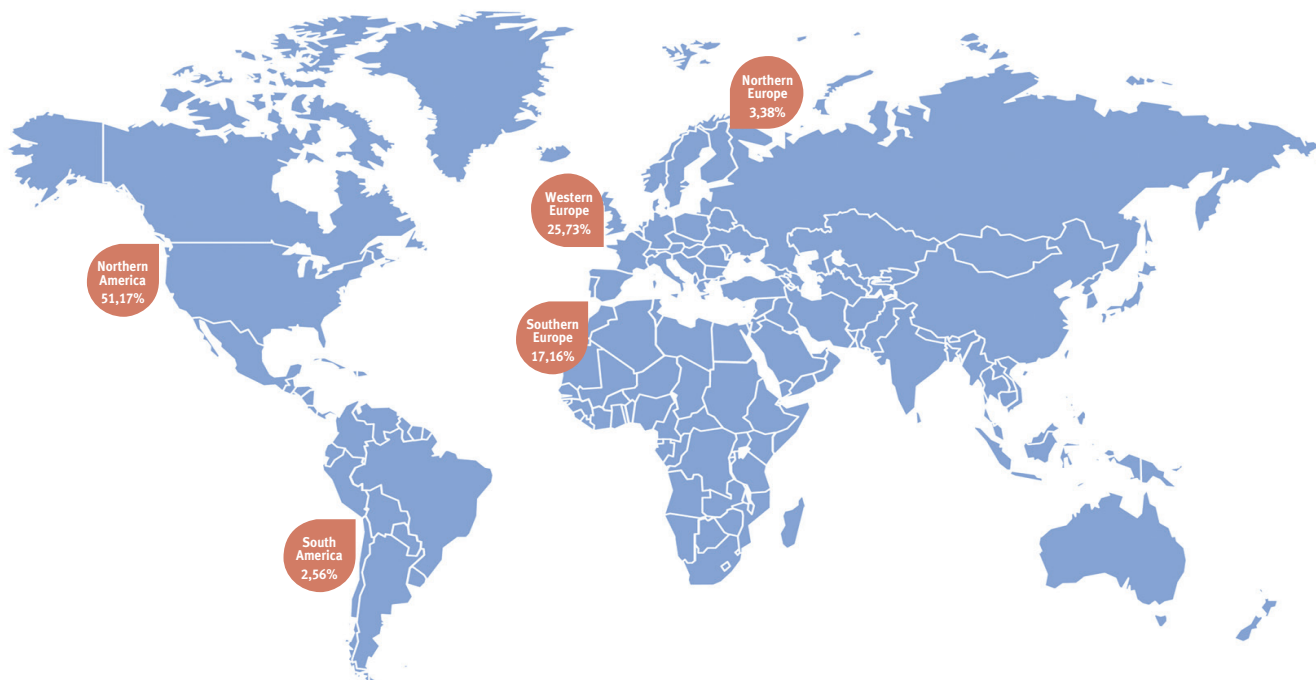 Northern
Europe
3,38%
Western
Europe
25,73%
Northern
America
51,17%
Southern
Europe
17,16%
South
America
2,56%